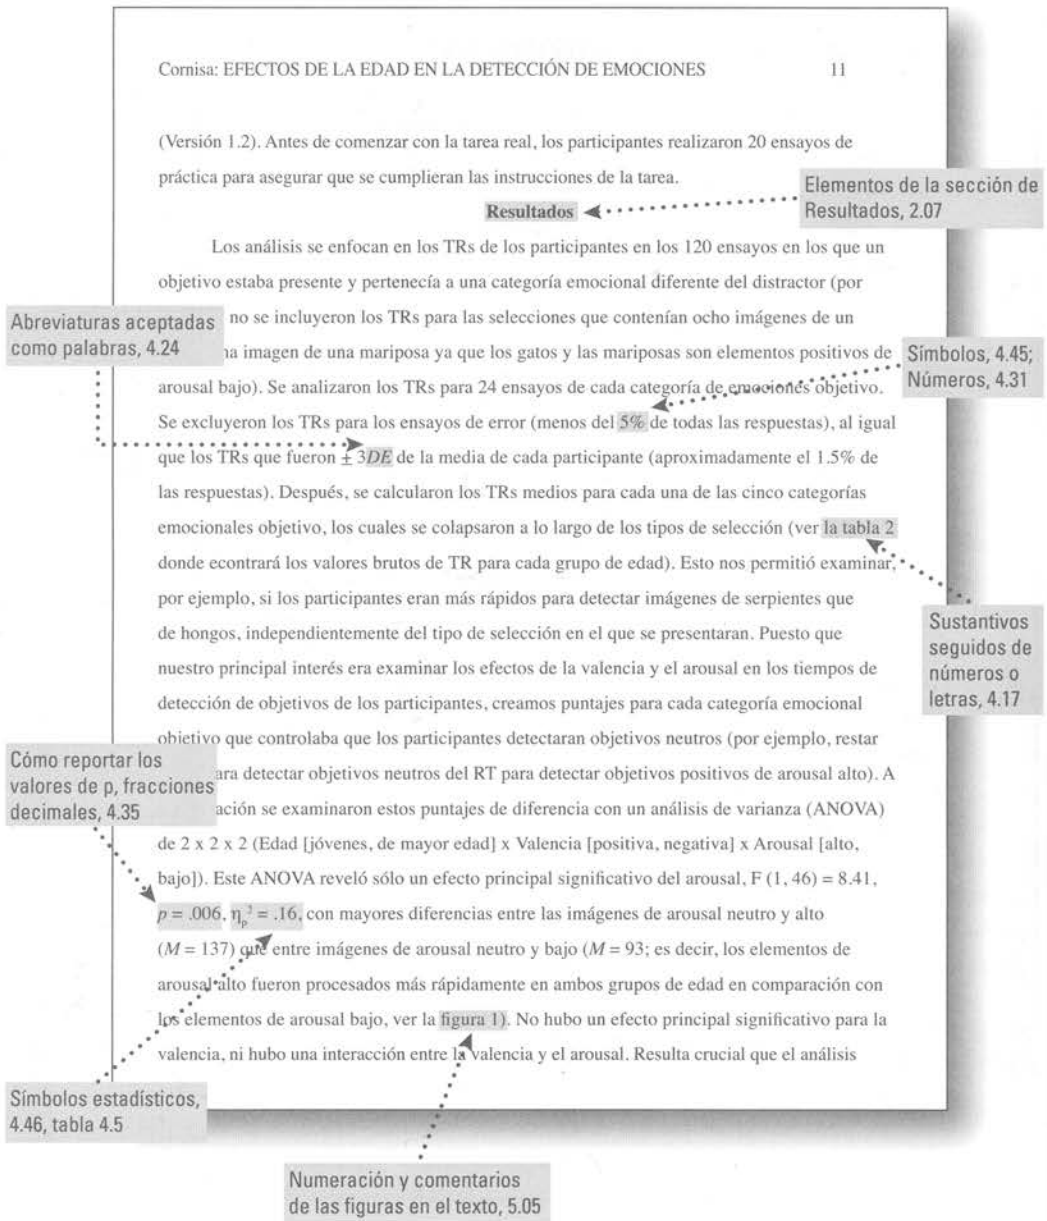 Cornisa: EFECTOS DE LA EDAD EN LA DETECCIÓN DE EMOCIONES 11
(Versión 1.2). Antes de comenzar con la tarea real, los participantes realizaron 20 ensayos de
práctica para asegurar que se cumplieran las instrucciones de la tarea.
Elementos de la sección de
Resultados, 2.07
Resultados
Los análisis se enfocan en los TRs de los participantes en los 120 ensayos en los que un
objetivo estaba presente y pertenecía a una categoría emocional diferente del distractor (por
Abreviaturas aceptadas
como palabras, 4.24
no se incluyeron los TRs para las selecciones que contenían ocho imágenes de un
na imagen de una mariposa ya que los gatos y las mariposas son elementos positivos de
Símbolos, 4.45;
Números, 4.31
arousal bajo). Se analizaron los TRs para 24 ensayos de cada categoría de emociones objetivo.
Se excluyeron los TRs para los ensayos de error (menos del 5% de todas las respuestas), al igual
que los TRs que fueron ± 3DE de la media de cada participante (aproximadamente el 1.5% de
las respuestas). Después, se calcularon los TRs medios para cada una de las cinco categorías
emocionales objetivo, los cuales se colapsaron a lo largo de los tipos de selección (ver la tabla 2
donde econtrará los valores brutos de TR para cada grupo de edad). Esto nos permitió examinar,
por ejemplo, si los participantes eran más rápidos para detectar imágenes de serpientes que
de hongos, independientemente del tipo de selección en el que se presentaran. Puesto que
Sustantivos
seguidos de
números o
letras, 4.17
nuestro principal interés era examinar los efectos de la valencia y el arousal en los tiempos de
detección de objetivos de los participantes, creamos puntajes para cada categoría emocional
objetivo que controlaba que los participantes detectaran objetivos neutros (por ejemplo, restar
Cómo reportar los
valores de p, fracciones
decimales, 4.35
ara detectar objetivos neutros del RT para detectar objetivos positivos de arousal alto). A
ación se examinaron estos puntajes de diferencia con un análisis de varianza (ANOVA)
de 2 x 2 x 2 (Edad [jóvenes, de mayor edad] x Valencia [positiva, negativa] x Arousal [alto,
bajo]). Este ANOVA reveló sólo un efecto principal significativo del arousal, F (1, 46) = 8.41,
p = .006, ηp² = .16, con mayores diferencias entre las imágenes de arousal neutro y alto
(M = 137) que entre imágenes de arousal neutro y bajo (M = 93; es decir, los elementos de
arousal alto fueron procesados más rápidamente en ambos grupos de edad en comparación con
los elementos de arousal bajo, ver la figura 1). No hubo un efecto principal significativo para la
valencia, ni hubo una interacción entre la valencia y el arousal. Resulta crucial que el análisis
Símbolos estadísticos,
4.46, tabla 4.5
Numeración y comentarios
de las figuras en el texto, 5.05